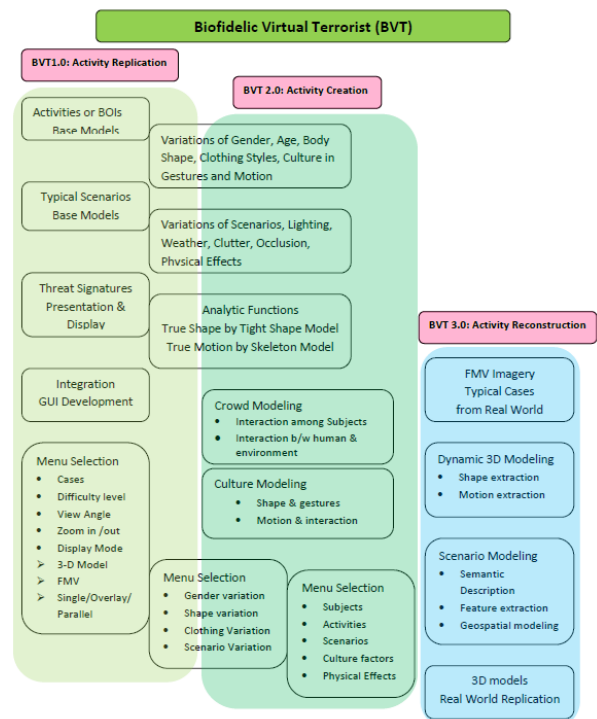 Biofidelic Virtual Terrorist (BVT)
BVT1.0: Activity Replication
Activities or BOIs
Base Models
Typical Scenarios
Base Models
Threat Signatures
Presentation &
Display
Integration
GUI Development
Menu Selection
• Cases
• Difficulty level
• View Angle
• Zoom in /out
• Display Mode
➢ 3-D Model
➢ FMV
➢ Single/Overlay/
Parallel
BVT 2.0: Activity Creation
Variations of Gender, Age, Body
Shape, Clothing Styles, Culture in
Gestures and Motion
Variations of Scenarios, Lighting,
Weather, Clutter, Occlusion,
Physical Effects
Analytic Functions
True Shape by Tight Shape Model
True Motion by Skeleton Model
Crowd Modeling
• Interaction among Subjects
• Interaction b/w human &
environment
Culture Modeling
• Shape & gestures
• Motion & interaction
Menu Selection
• Gender variation
• Shape variation
• Clothing Variation
• Scenario Variation
Menu Selection
• Subjects
• Activities
• Scenarios
• Culture factors
• Physical Effects
BVT 3.0: Activity Reconstruction
FMV Imagery
Typical Cases
from Real World
Dynamic 3D Modeling
• Shape extraction
• Motion extraction
Scenario Modeling
• Semantic
Description
• Feature extraction
• Geospatial modeling
3D models
Real World Replication